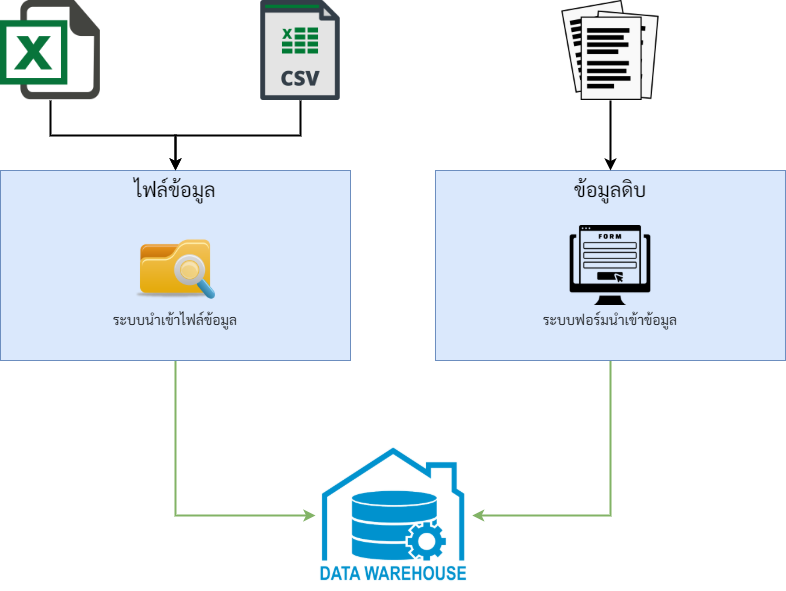 X
X
CSV
ไฟล์ข้อมูล
ข้อมูลดิบ
FORM
ระบบนำเข้าไฟล์ข้อมูล
ระบบฟอร์มนำเข้าข้อมูล
DATA WAREHOUSE